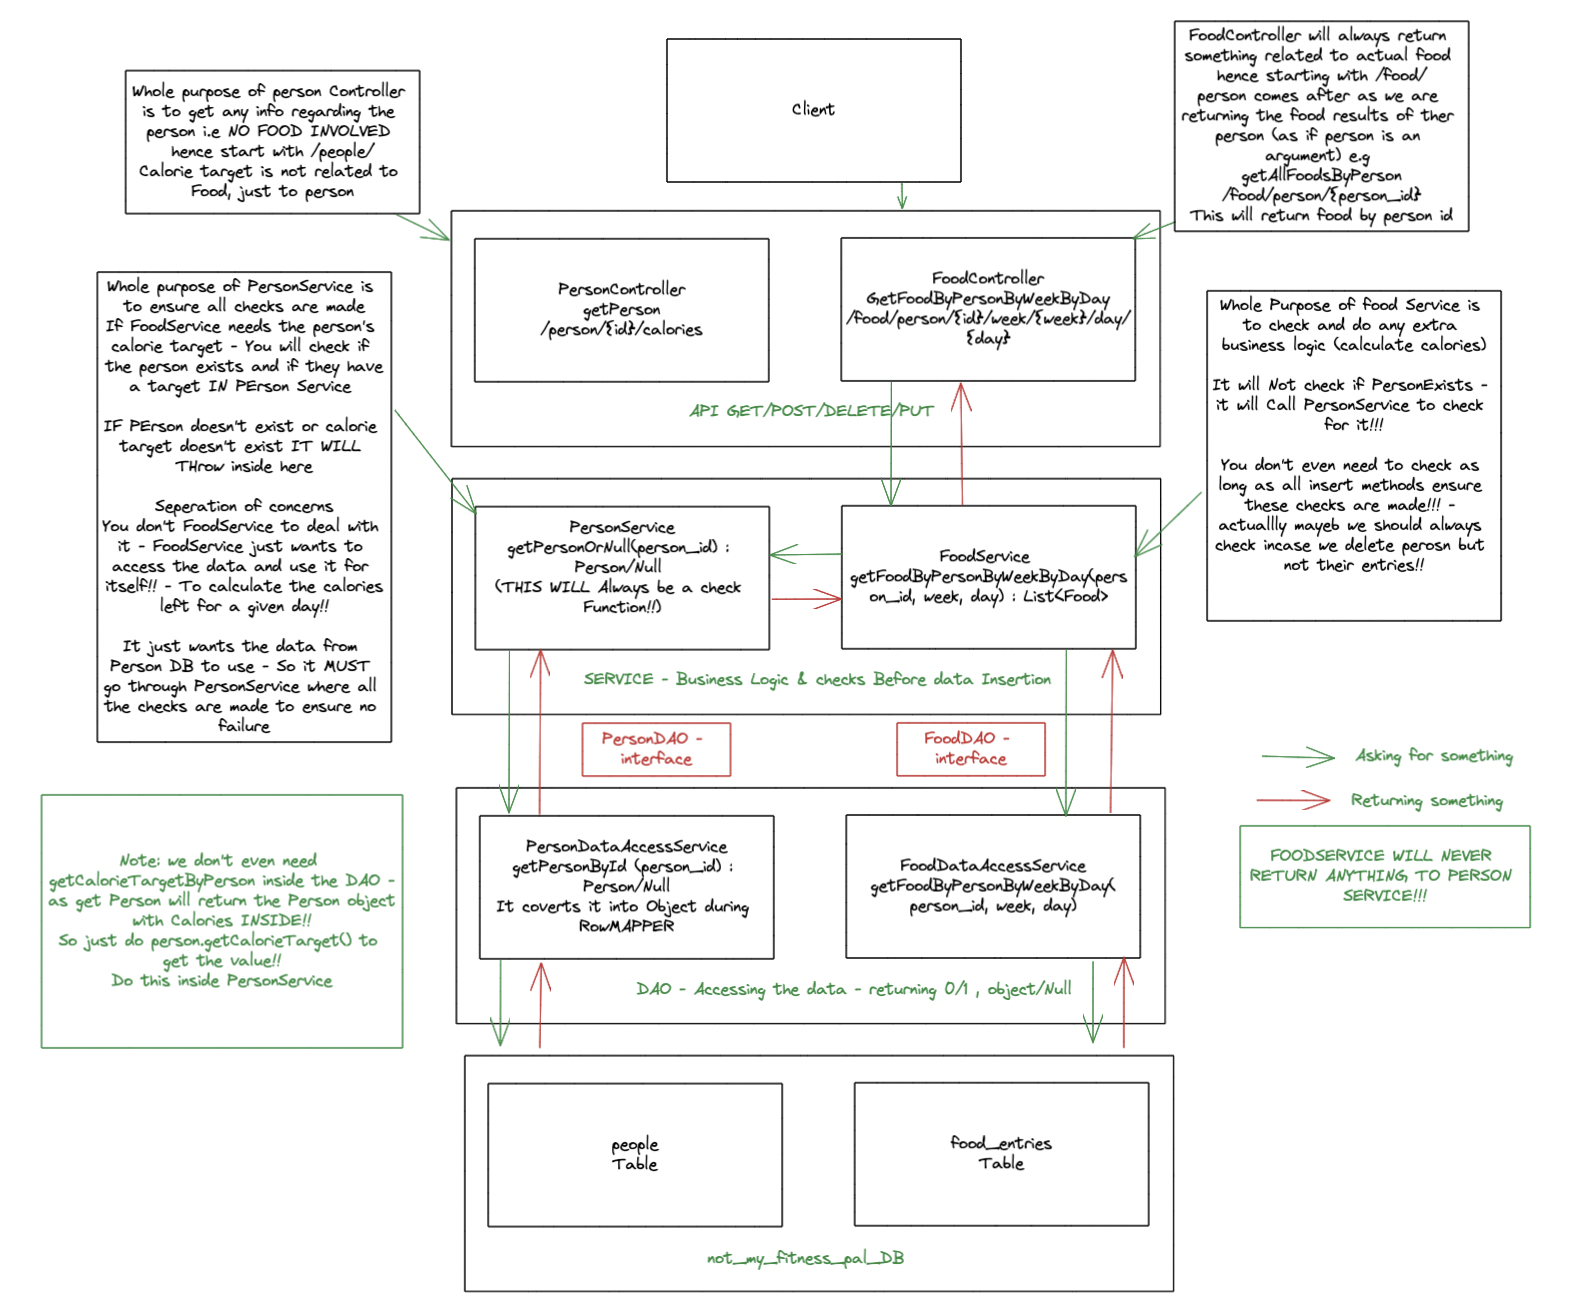 Client
Whole purpose of person Controller
is to get any info regarding the
person i.e NO FOOD INVOLVED
hence start with /people/
Calorie target is not related to
Food, just to person
FoodController will always return
something related to actual food
hence starting with /food/
person comes after as we are
returning the food results of ther
person (as if person is an
argument) e.g
getAllFoodsByPerson
/food/person/{person_id}
This will return food by person id
PersonController
getPerson
/person/{id}/calories
FoodController
GetFoodByPersonByWeekByDay
/food/person/{id}/week/{week}/day/
{day}
API GET/POST/DELETE/PUT
Whole purpose of PersonService is
to ensure all checks are made
If FoodService needs the person's
calorie target - You will check if
the person exists and if they have
a target IN PErson Service
IF PErson doesn't exist or calorie
target doesn't exist IT WILL
THrow inside here
Seperation of concerns
You don't FoodService to deal with
it - FoodService just wants to
access the data and use it for
itself!! - To calculate the calories
left for a given day!!
It just wants the data from
Person DB to use - So it MUST
go through PersonService where all
the checks are made to ensure no
failure
Whole Purpose of food Service is
to check and do any extra
business logic (calculate calories)
It will Not check if PersonExists -
it will Call PersonService to check
for it!!!
You don't even need to check as
long as all insert methods ensure
these checks are made!!! -
actuallly mayeb we should always
check incase we delete perosn but
not their entries!!
PersonService
getPersonOrNull(person_id) :
Person/Null
(THIS WILL Always be a check
Function!!)
FoodService
getFoodByPersonByWeekByDay(pers
on_id, week, day) : List<Food>
SERVICE - Business Logic & checks Before data Insertion
PersonDAO -
interface
FoodDAO -
interface
Asking for something
Returning something
FOODSERVICE WILL NEVER
RETURN ANYTHING TO PERSON
SERVICE!!!
Note: we don't even need
getCalorieTargetByPerson inside the DAO -
as get Person will return the Person object
with Calories INSIDE!!
So just do person.getCalorieTarget() to
get the value!!
Do this inside PersonService
PersonDataAccessService
getPersonById (person_id) :
Person/Null
It coverts it into Object during
RowMAPPER
FoodDataAccessService
getFoodByPersonByWeekByDay(
person_id, week, day)
DAO - Accessing the data - returning 0/1 , object/Null
people
Table
food_entries
Table
not_my_fitness_pal_DB